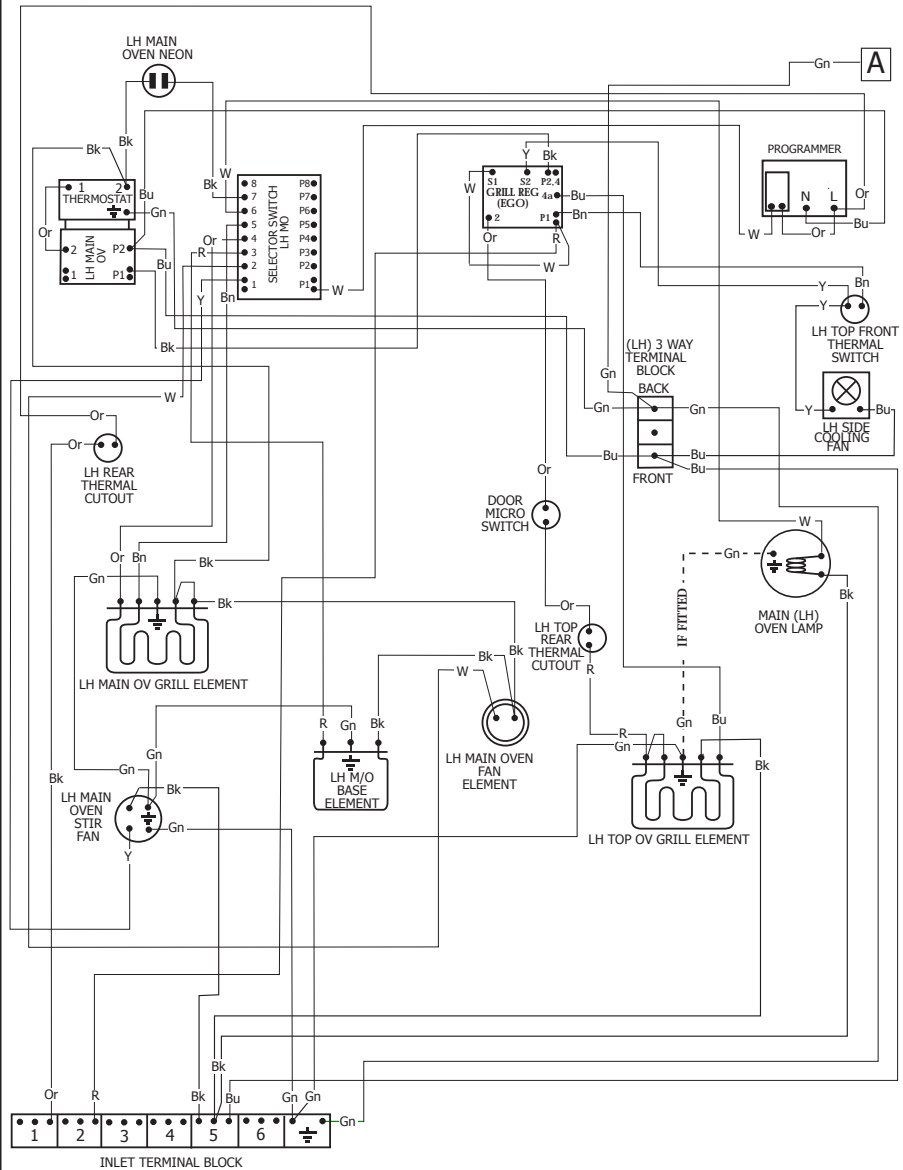 LH MAIN
OVEN NEON
Gn
A
Bk
Bk
Y
Bk
PROGRAMMER
N
L
Or
Bu
W
Or
1
2
THERMOSTAT
Bu
Gn
Or
2
1
LH MAIN
OV
P2
P1
Bu
Bk
W
Or
R
Y
Bn
8
7
6
5
4
3
2
1
SELECTOR SWITCH
LH MO
P8
P7
P6
P5
P4
P3
P2
P1
W
W
S1
S2
P2,4
GRILL REG
(EGO)
4a
2
P1
Bu
Bn
Or
R
W
Y
Bn
Y
LH TOP FRONT
THERMAL
SWITCH
Y
Bu
LH SIDE
COOLING
FAN
Bk
W
(LH) 3 WAY
TERMINAL
BLOCK
BACK
Gn
Gn
Gn
Bu
Bu
Bu
FRONT
Or
Or
LH REAR
THERMAL
CUTOUT
Or
DOOR
MICRO
SWITCH
W
Gn
Bk
MAIN (LH)
OVEN LAMP
IF FITTED
Or
Bn
Bk
Gn
Bk
LH MAIN OV GRILL ELEMENT
Or
LH TOP
REAR
THERMAL
CUTOUT
R
Bk
Bk
W
LH MAIN OVEN
FAN
ELEMENT
R
Gn
Bk
LH M/O
BASE
ELEMENT
R
Gn
Gn
Bu
Bk
LH TOP OV GRILL ELEMENT
Bk
Gn
Gn
Bk
LH MAIN
OVEN
STIR
FAN
Gn
Y
Or
R
Bk
Bk
Bu
Gn
Gn
Gn
1
2
3
4
5
6
INLET TERMINAL BLOCK